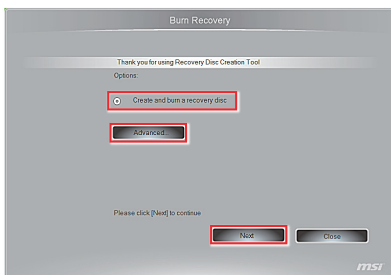 Burn Recovery
Thank you for using Recovery Disc Creation Tool
Options:
Create and burn a recovery disc
Advanced..
Please click [Next] to continue
Next
Close
msi